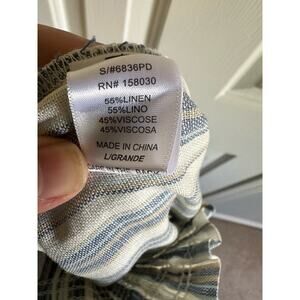 S/#6836PD
RN# 158030
55%LINEN
55%LINO
45%VISCOSE
45%VISCOSA
MADE IN CHINA
L/GRANDE